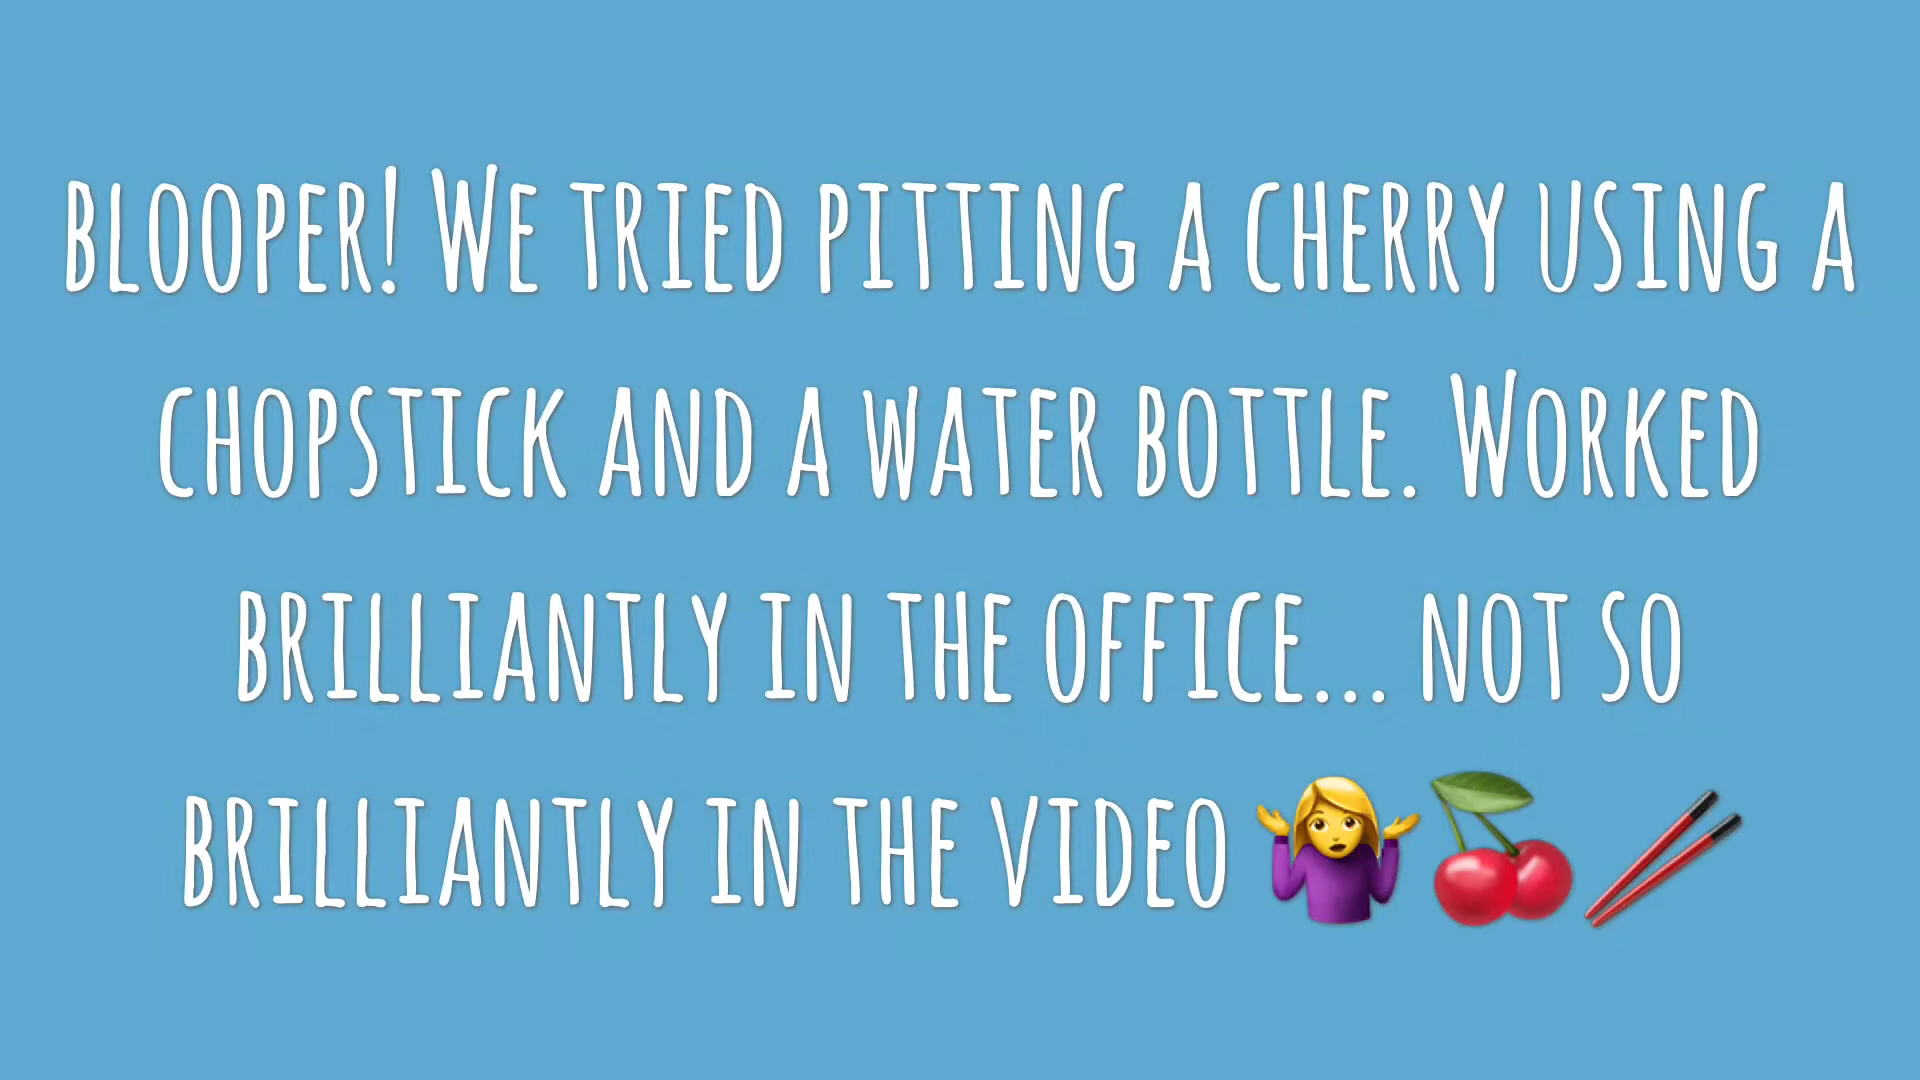 BLOOPER! WE TRIED PITTING A CHERRY USING A
CHOPSTICK AND A WATER BOTTLE. WORKED
BRILLIANTLY IN THE OFFICE... NOT SO
BRILLIANTLY IN THE VIDEO 🤷‍♀️🍒🥢